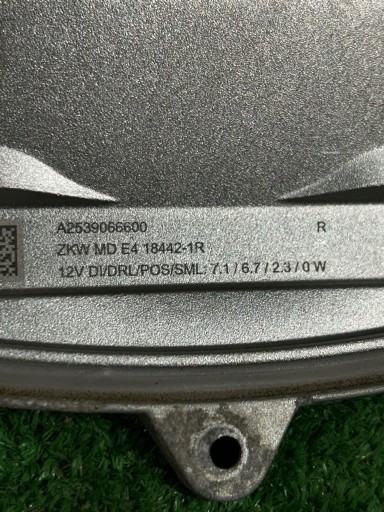 A2539066600 R
ZKW MD E4 18442-1R
12V DI/DRL/POS/SML: 7.1 / 6.7 / 2.3 / 0 W